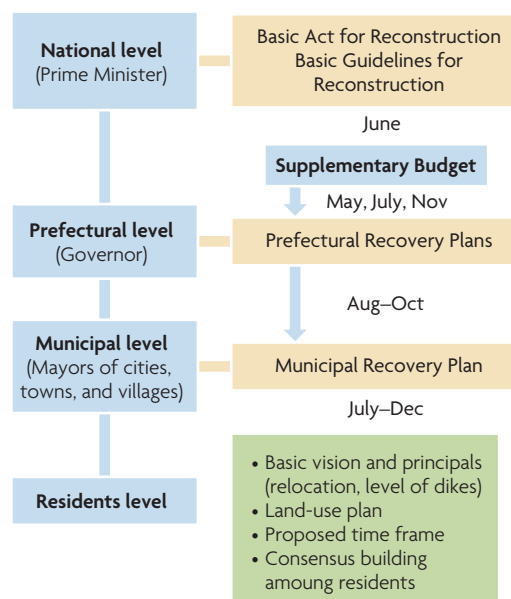 National level
(Prime Minister)
Basic Act for Reconstruction
Basic Guidelines for
Reconstruction
June
Supplementary Budget
May, July, Nov
Prefectural level
(Governor)
Prefectural Recovery Plans
Aug–Oct
Municipal level
(Mayors of cities,
towns, and villages)
Municipal Recovery Plan
July–Dec
Residents level
• Basic vision and principals
(relocation, level of dikes)
• Land-use plan
• Proposed time frame
• Consensus building
amoung residents